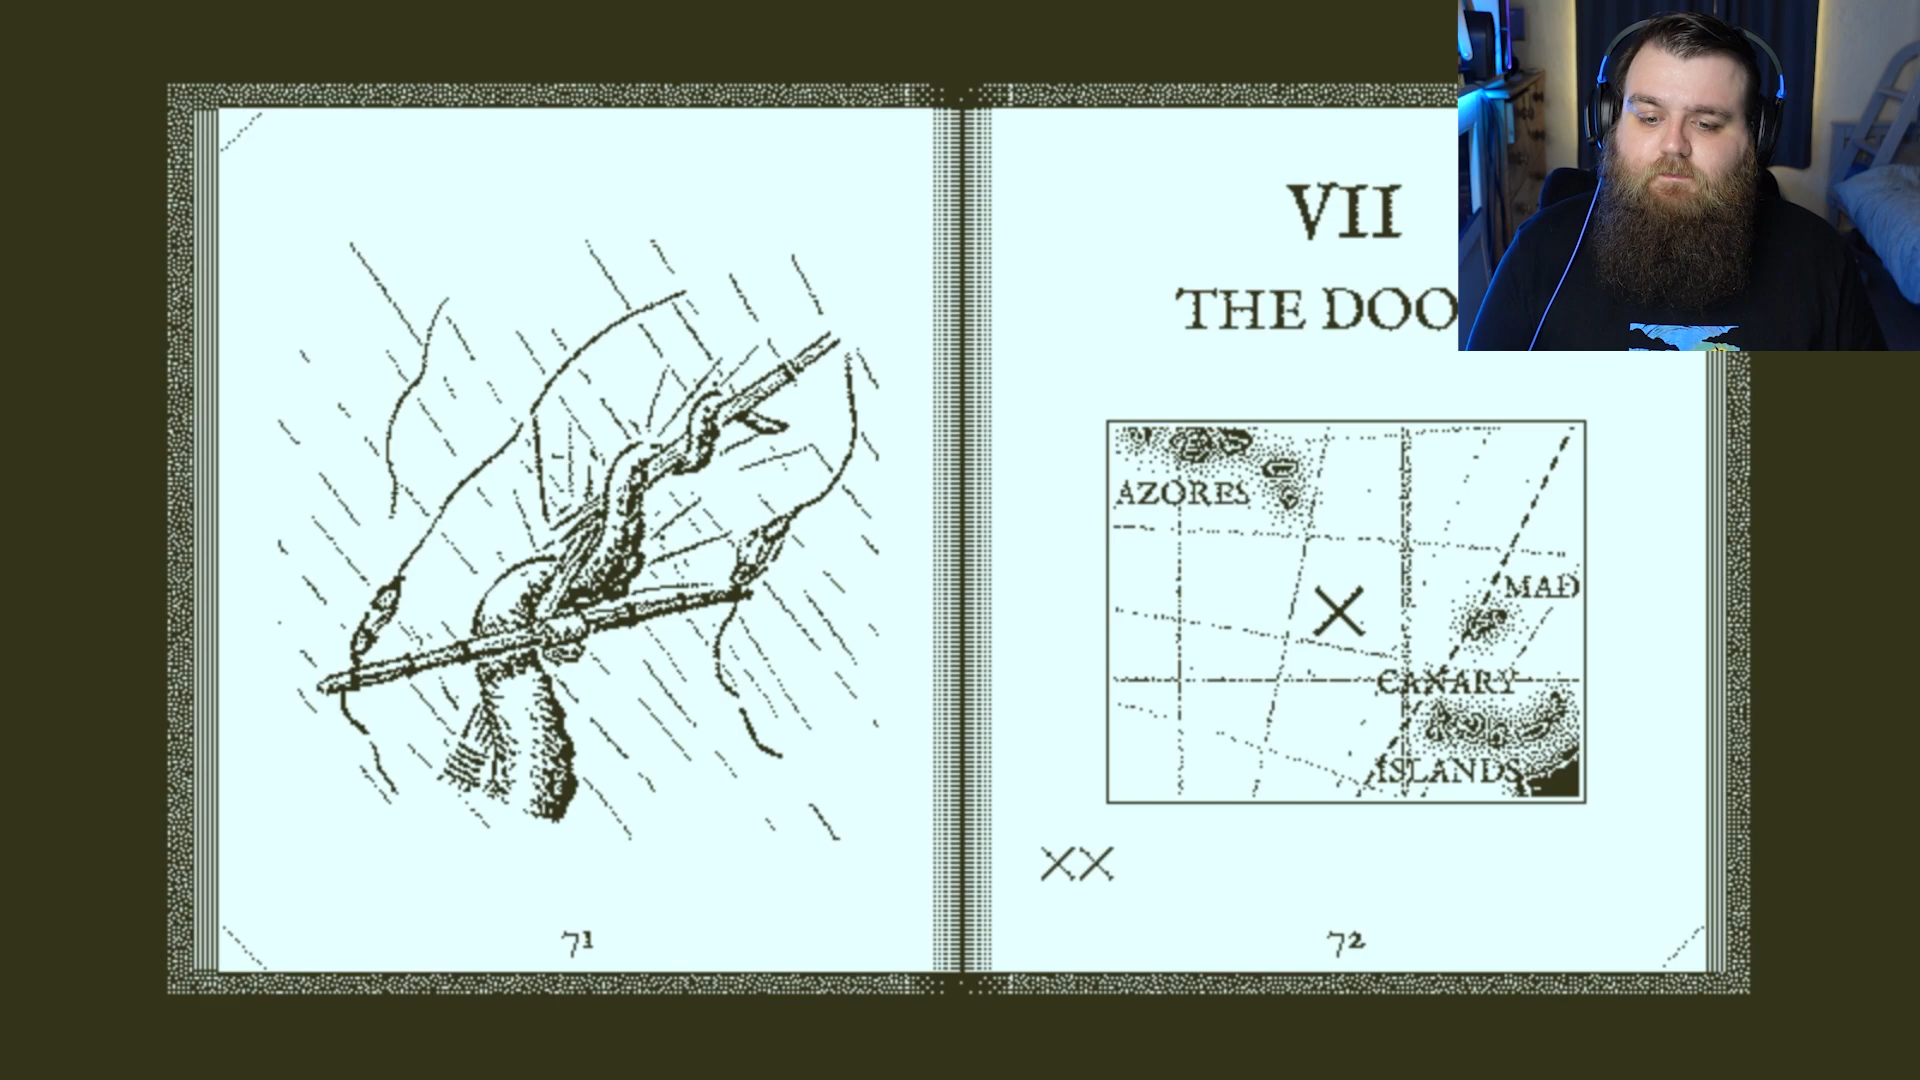 VII
THE DOO
AZORES
MAD
CANARY
ISLANDS
XX
71
72